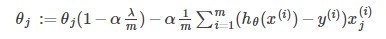 θ_j := θ_j(1 − α λ/m) − α 1/m ∑_{i=1}^{m}(h_θ(x^{(i)}) − y^{(i)})x_j^{(i)}